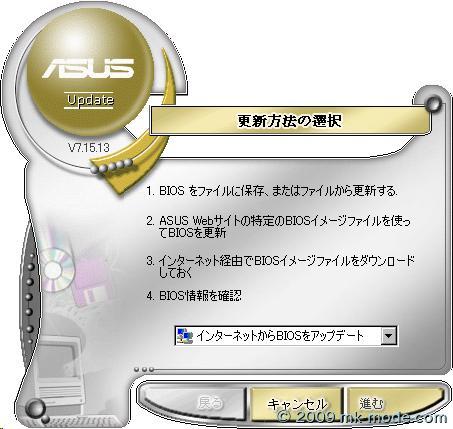 ASUS
Update
V7.15.13
更新方法の選択
1. BIOS をファイルに保存、またはファイルから更新する.
2. ASUS Webサイトの特定のBIOSイメージファイルを使っ
てBIOSを更新
3. インターネット経由でBIOSイメージファイルをダウンロード
しておく
4. BIOS情報を確認
インターネットからBIOSをアップデート
戻る
キャンセル
進む
© 2009 mk-mode.com